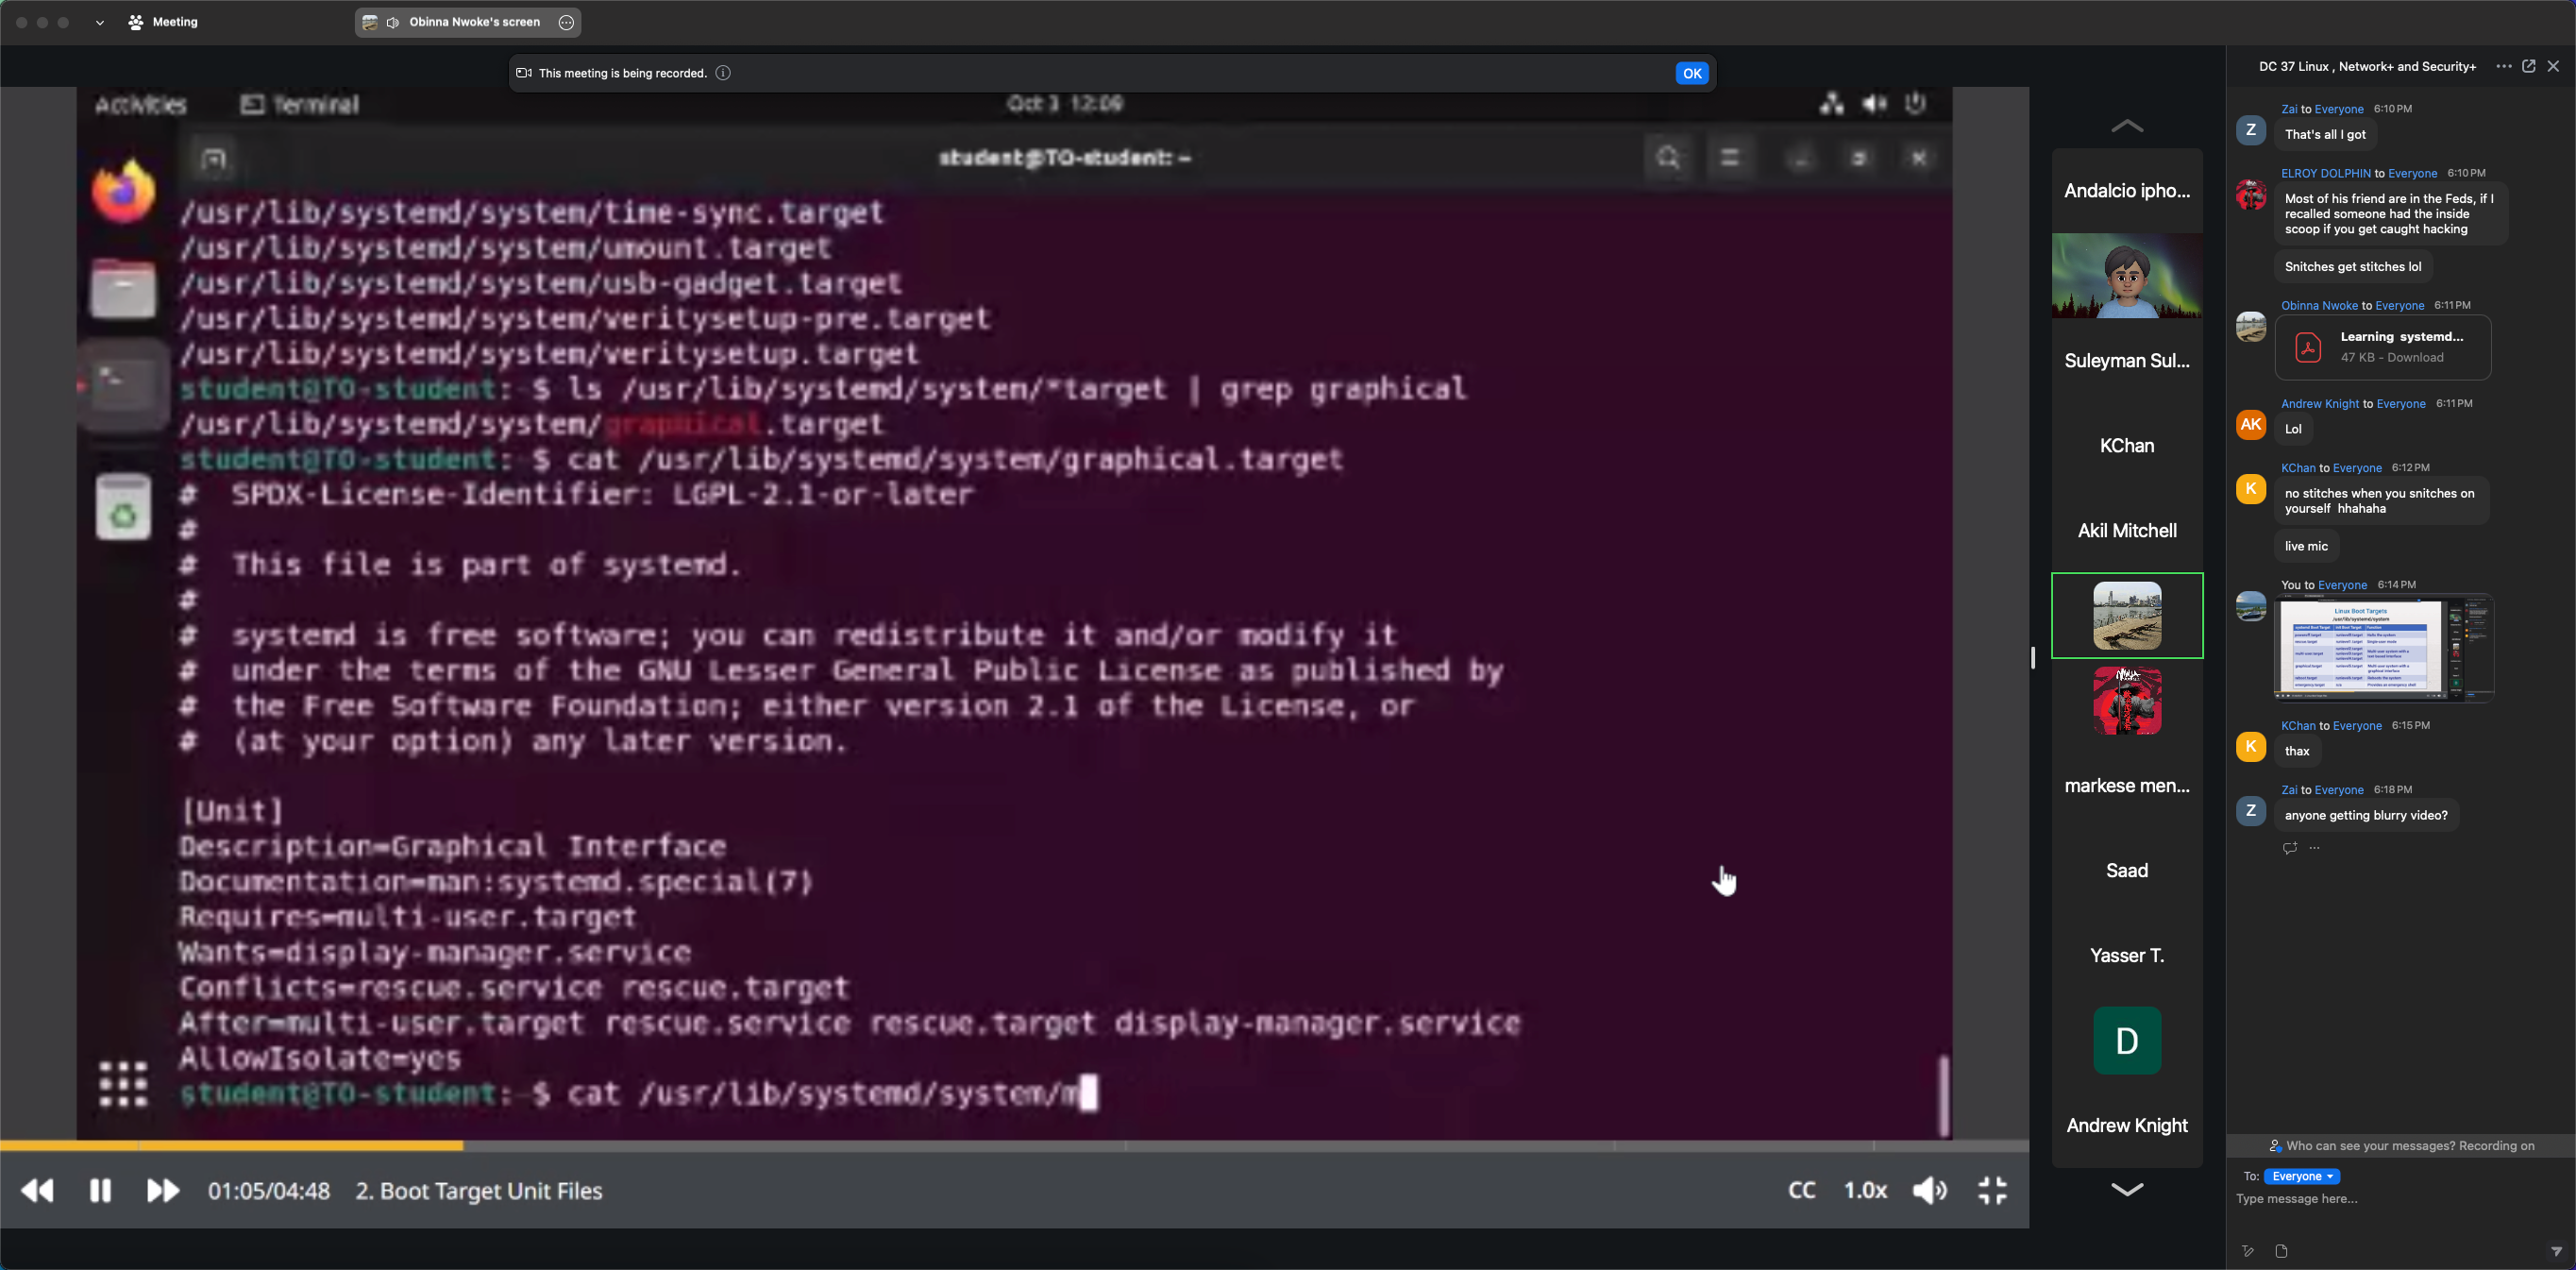 Meeting
Obinna Nwoke's screen
This meeting is being recorded.
OK
Activities
Terminal
Oct 3 12:09
student@TO-student: ~
/usr/lib/systemd/system/time-sync.target
/usr/lib/systemd/system/umount.target
/usr/lib/systemd/system/usb-gadget.target
/usr/lib/systemd/system/veritysetup-pre.target
/usr/lib/systemd/system/veritysetup.target
student@TO-student:~$ ls /usr/lib/systemd/system/*target | grep graphical
/usr/lib/systemd/system/graphical.target
student@TO-student:~$ cat /usr/lib/systemd/system/graphical.target
#  SPDX-License-Identifier: LGPL-2.1-or-later
#
#  This file is part of systemd.
#
#  systemd is free software; you can redistribute it and/or modify it
#  under the terms of the GNU Lesser General Public License as published by
#  the Free Software Foundation; either version 2.1 of the License, or
#  (at your option) any later version.
[Unit]
Description=Graphical Interface
Documentation=man:systemd.special(7)
Requires=multi-user.target
Wants=display-manager.service
Conflicts=rescue.service rescue.target
After=multi-user.target rescue.service rescue.target display-manager.service
AllowIsolate=yes
student@TO-student:~$ cat /usr/lib/systemd/system/m
01:05/04:48
2. Boot Target Unit Files
CC
1.0x
Andalcio ipho...
Suleyman Sul...
KChan
Akil Mitchell
markese men...
Saad
Yasser T.
D
Andrew Knight
DC 37 Linux , Network+ and Security+
Zai to Everyone 6:10 PM
Z
That's all I got
ELROY DOLPHIN to Everyone 6:10 PM
Most of his friend are in the Feds, if I
recalled someone had the inside
scoop if you get caught hacking
Snitches get stitches lol
Obinna Nwoke to Everyone 6:11 PM
Learning systemd...
47 KB - Download
Andrew Knight to Everyone 6:11 PM
AK
Lol
KChan to Everyone 6:12 PM
K
no stitches when you snitches on
yourself hhahaha
live mic
You to Everyone 6:14 PM
Linux Boot Targets
/usr/lib/systemd/system
KChan to Everyone 6:15 PM
K
thax
Zai to Everyone 6:18 PM
Z
anyone getting blurry video?
Who can see your messages? Recording on
To: Everyone
Type message here...